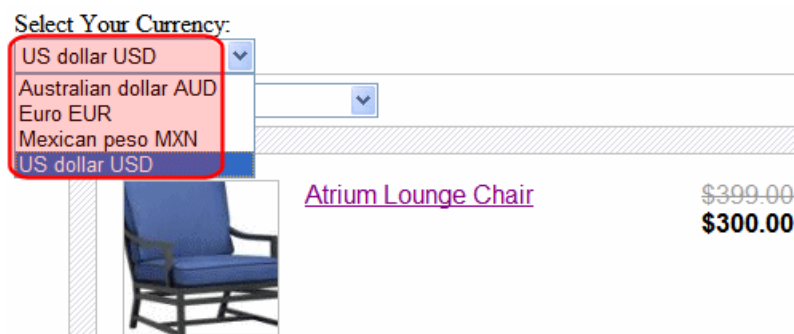 Select Your Currency:
US dollar USD
Australian dollar AUD
Euro EUR
Mexican peso MXN
US dollar USD
Atrium Lounge Chair
$399.00
$300.00